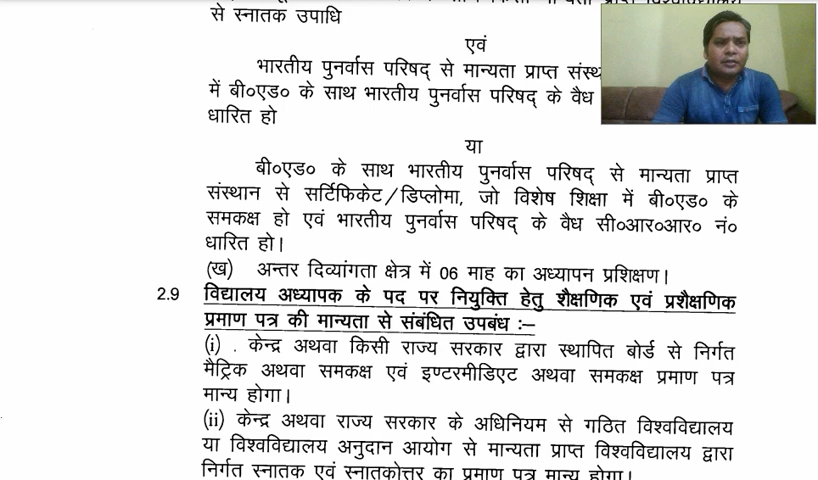 से स्नातक उपाधि
एवं
भारतीय पुनर्वास परिषद् से मान्यता प्राप्त
में बी०एड० के साथ भारतीय पुनर्वास परिषद् के वैध
धारित हो
या
बी०एड० के साथ भारतीय पुनर्वास परिषद् से मान्यता प्राप्त
संस्थान से सर्टिफिकेट/डिप्लोमा, जो विशेष शिक्षा में बी०एड० के
समकक्ष हो एवं भारतीय पुनर्वास परिषद् के वैध सी०आर०आर० नं०
धारित हो।
(ख) अन्तर दिव्यांगता क्षेत्र में 06 माह का अध्यापन प्रशिक्षण।
2.9 विद्यालय अध्यापक के पद पर नियुक्ति हेतु शैक्षणिक एवं प्रशैक्षणिक
प्रमाण पत्र की मान्यता से संबंधित उपबंध :–
(i) . केन्द्र अथवा किसी राज्य सरकार द्वारा स्थापित बोर्ड से निर्गत
मैट्रिक अथवा समकक्ष एवं इण्टरमीडिएट अथवा समकक्ष प्रमाण पत्र
मान्य होगा।
(ii) केन्द्र अथवा राज्य सरकार के अधिनियम से गठित विश्वविद्यालय
या विश्वविद्यालय अनुदान आयोग से मान्यता प्राप्त विश्वविद्यालय द्वारा
निर्गत स्नातक एवं स्नातकोत्तर का प्रमाण पत्र मान्य होगा।